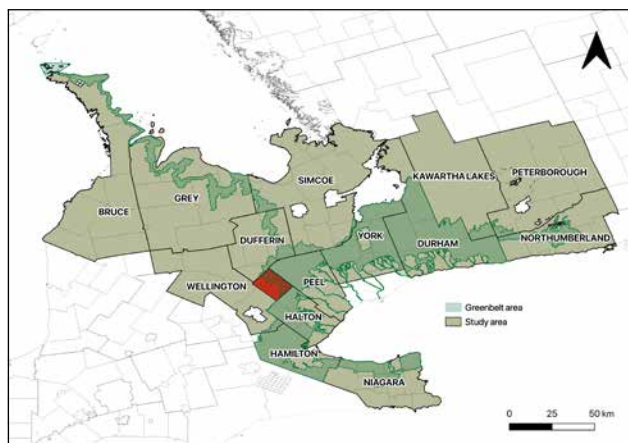 KAWARTHA LAKES
PETERBOROUGH
SIMCOE
GREY
BRUCE
NORTHUMBERLAND
YORK
DUFFERIN
DURHAM
WELLINGTON
PEEL
Greenbelt area
HALTON
Study area
HAMILTON
NIAGARA
0 25 50 km